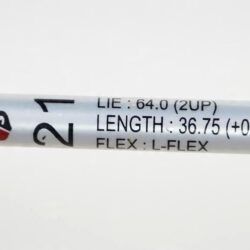 21
LIE : 64.0 (2UP)
LENGTH : 36.75 (+0
FLEX : L-FLEX